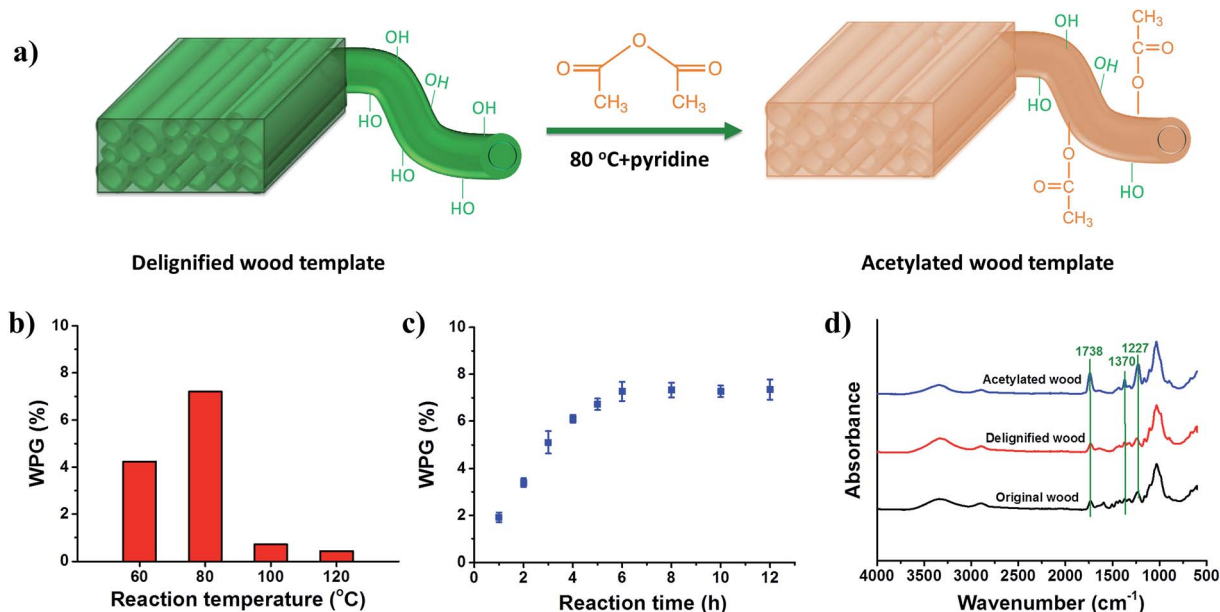 a)
OH
OH
OH
HO
HO
HO
OH
HO
O
O
O
CH₃
CH₃
80 °C+pyridine
OH
OH
HO
HO
CH₃
C=O
O
O
O=C
CH₃
Delignified wood template
Acetylated wood template
b)
WPG (%)
10
8
6
4
2
0
60
80
100
120
Reaction temperature (°C)
c)
WPG (%)
10
8
6
4
2
0
2
4
6
8
10
12
Reaction time (h)
d)
Absorbance
1738
1370
1227
Acetylated wood
Delignified wood
Original wood
4000
3500
3000
2500
2000
1500
1000
500
Wavenumber (cm⁻¹)